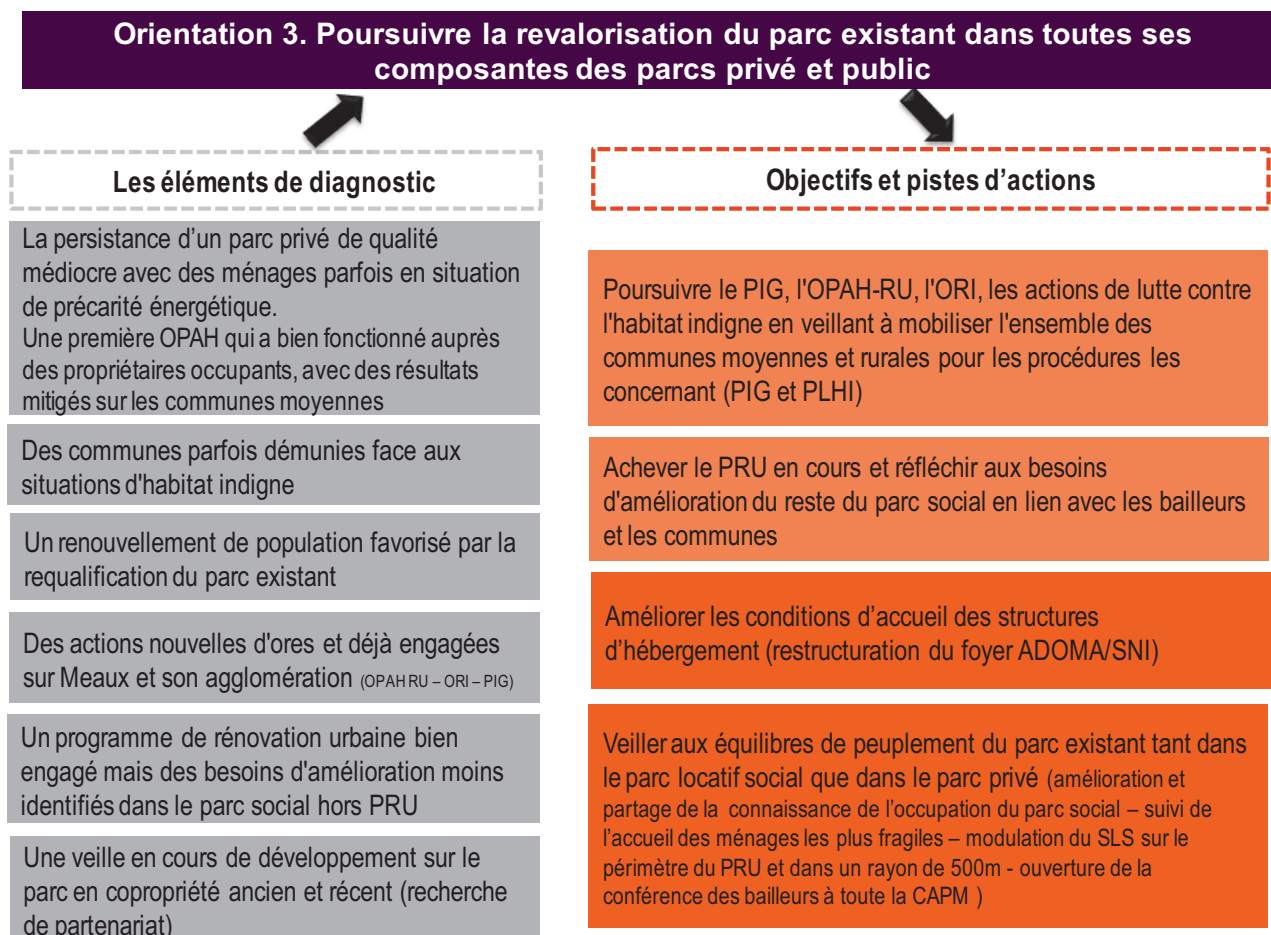 Orientation 3. Poursuivre la revalorisation du parc existant dans toutes ses
composantes des parcs privé et public
Les éléments de diagnostic
La persistance d’un parc privé de qualité
médiocre avec des ménages parfois en situation
de précarité énergétique.
Une première OPAH qui a bien fonctionné auprès
des propriétaires occupants, avec des résultats
mitigés sur les communes moyennes
Des communes parfois démunies face aux
situations d'habitat indigne
Un renouvellement de population favorisé par la
requalification du parc existant
Des actions nouvelles d'ores et déjà engagées
sur Meaux et son agglomération (OPAH RU – ORI – PIG)
Un programme de rénovation urbaine bien
engagé mais des besoins d'amélioration moins
identifiés dans le parc social hors PRU
Une veille en cours de développement sur le
parc en copropriété ancien et récent (recherche
de partenariat)
Objectifs et pistes d’actions
Poursuivre le PIG, l'OPAH-RU, l'ORI, les actions de lutte contre
l'habitat indigne en veillant à mobiliser l'ensemble des
communes moyennes et rurales pour les procédures les
concernant (PIG et PLHI)
Achever le PRU en cours et réfléchir aux besoins
d'amélioration du reste du parc social en lien avec les bailleurs
et les communes
Améliorer les conditions d’accueil des structures
d’hébergement (restructuration du foyer ADOMA/SNI)
Veiller aux équilibres de peuplement du parc existant tant dans
le parc locatif social que dans le parc privé (amélioration et
partage de la connaissance de l’occupation du parc social – suivi de
l’accueil des ménages les plus fragiles – modulation du SLS sur le
périmètre du PRU et dans un rayon de 500m - ouverture de la
conférence des bailleurs à toute la CAPM )